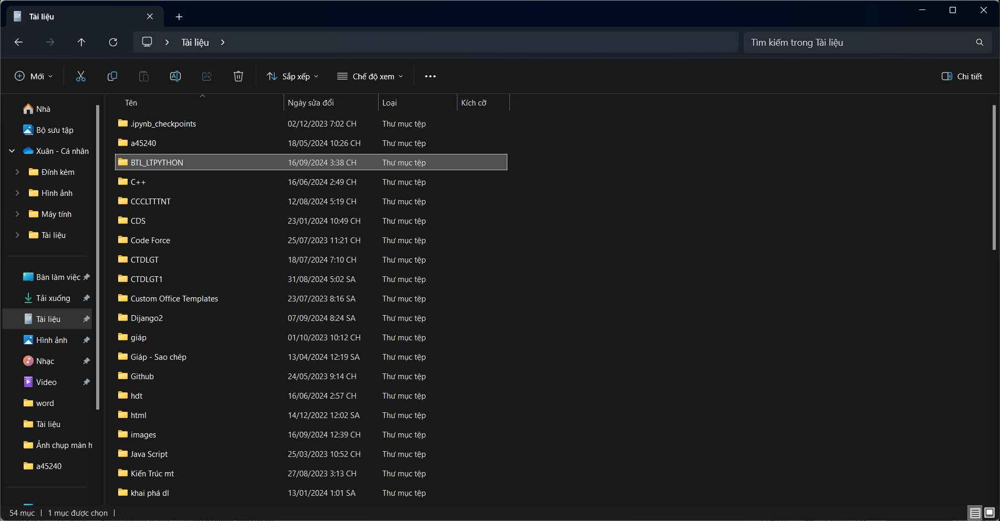 Tài liệu
Tài liệu
Tìm kiếm trong Tài liệu
Mới
Sắp xếp
Chế độ xem
Chi tiết
Nhà
Bộ sưu tập
Xuân - Cá nhân
Đính kèm
Hình ảnh
Máy tính
Tài liệu
Bàn làm việc
Tải xuống
Tài liệu
Hình ảnh
Nhạc
Video
word
Tài liệu
Ảnh chụp màn h
a45240
Tên Ngày sửa đổi Loại Kích cỡ
.ipynb_checkpoints 02/12/2023 7:02 CH Thư mục tệp
a45240 18/05/2024 10:26 CH Thư mục tệp
BTL_LTPYTHON 16/09/2024 3:38 CH Thư mục tệp
C++ 16/06/2024 2:49 CH Thư mục tệp
CCCLTTTNT 12/08/2024 5:19 CH Thư mục tệp
CDS 23/01/2024 10:49 CH Thư mục tệp
Code Force 25/07/2023 11:21 CH Thư mục tệp
CTDLGT 18/07/2024 7:10 CH Thư mục tệp
CTDLGT1 31/08/2024 5:02 SA Thư mục tệp
Custom Office Templates 23/07/2023 8:16 SA Thư mục tệp
Dijango2 07/09/2024 8:24 SA Thư mục tệp
giáp 01/10/2023 10:12 CH Thư mục tệp
Giáp - Sao chép 13/04/2024 12:19 SA Thư mục tệp
Github 24/05/2023 9:14 CH Thư mục tệp
hdt 16/06/2024 2:57 CH Thư mục tệp
html 14/12/2022 12:02 SA Thư mục tệp
images 16/09/2024 12:39 CH Thư mục tệp
Java Script 25/03/2023 10:52 CH Thư mục tệp
Kiến Trúc mt 27/08/2023 3:13 CH Thư mục tệp
khai phá dl 13/01/2024 1:01 SA Thư mục tệp
54 mục 1 mục được chọn